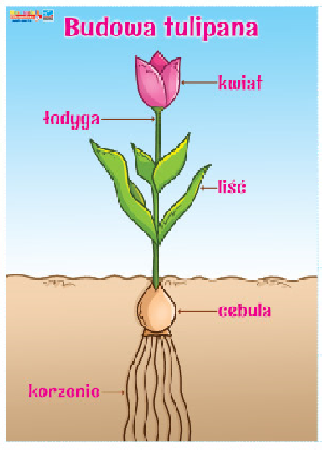 Budowa tulipana
kwiat
łodyga
liść
cebula
korzenie